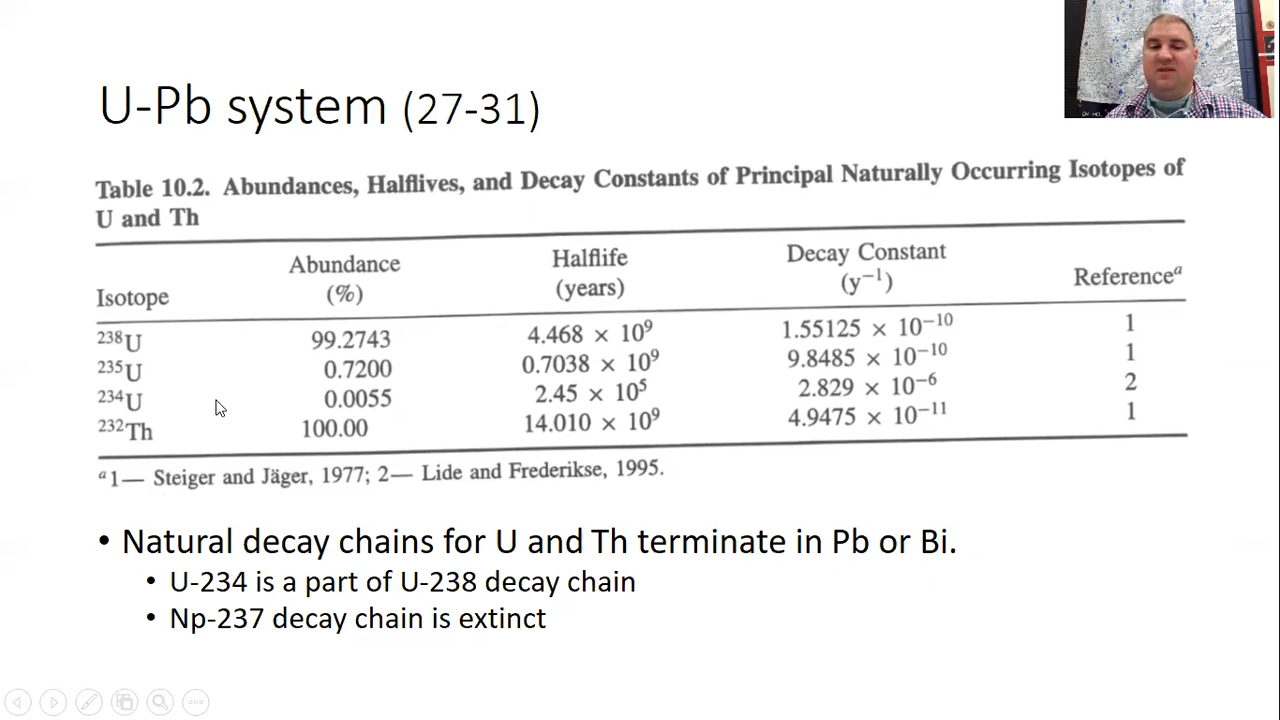 U-Pb system (27-31)
Table 10.2. Abundances, Halflives, and Decay Constants of Principal Naturally Occurring Isotopes of
U and Th
Isotope Abundance (%) Halflife (years) Decay Constant (y⁻¹) Referenceᵃ
²³⁸U 99.2743 4.468 × 10⁹ 1.55125 × 10⁻¹⁰ 1
²³⁵U 0.7200 0.7038 × 10⁹ 9.8485 × 10⁻¹⁰ 1
²³⁴U 0.0055 2.45 × 10⁵ 2.829 × 10⁻⁶ 2
²³²Th 100.00 14.010 × 10⁹ 4.9475 × 10⁻¹¹ 1
ᵃ1— Steiger and Jäger, 1977; 2— Lide and Frederikse, 1995.
• Natural decay chains for U and Th terminate in Pb or Bi.
• U-234 is a part of U-238 decay chain
• Np-237 decay chain is extinct